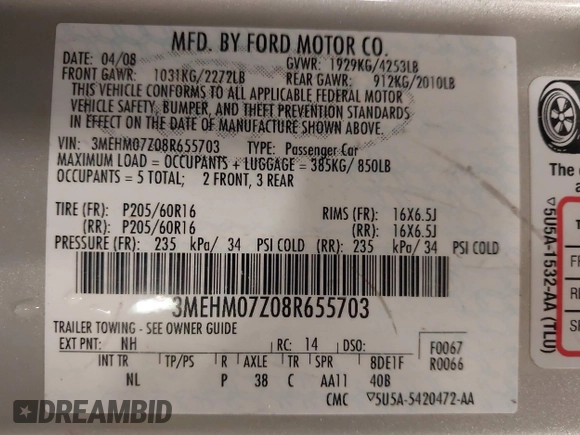 MFD. BY FORD MOTOR CO.
DATE: 04/08 GVWR: 1929KG/4253LB
FRONT GAWR: 1031KG/2272LB REAR GAWR: 912KG/2010LB
THIS VEHICLE CONFORMS TO ALL APPLICABLE FEDERAL MOTOR
VEHICLE SAFETY, BUMPER, AND THEFT PREVENTION STANDARDS
IN EFFECT ON THE DATE OF MANUFACTURE SHOWN ABOVE.
VIN: 3MEHM07Z08R655703 TYPE: Passenger Car
MAXIMUM LOAD = OCCUPANTS + LUGGAGE = 385KG/ 850LB
OCCUPANTS = 5 TOTAL; 2 FRONT, 3 REAR
TIRE (FR): P205/60R16 RIMS (FR): 16X6.5J
(RR): P205/60R16 (RR): 16X6.5J
PRESSURE (FR): 235 kPa/ 34 PSI COLD (RR): 235 kPa/ 34 PSI COLD
3MEHM07Z08R655703
TRAILER TOWING - SEE OWNER GUIDE
EXT PNT: NH RC: 14 DSO: F0067
INT TR TP/PS R AXLE TR SPR 8DE1F R0066
NL P 38 C AA11 40B
CMC ▽5U5A-5420472-AA
The
▽5U5A-1532-AA (TLU)
DREAMBID